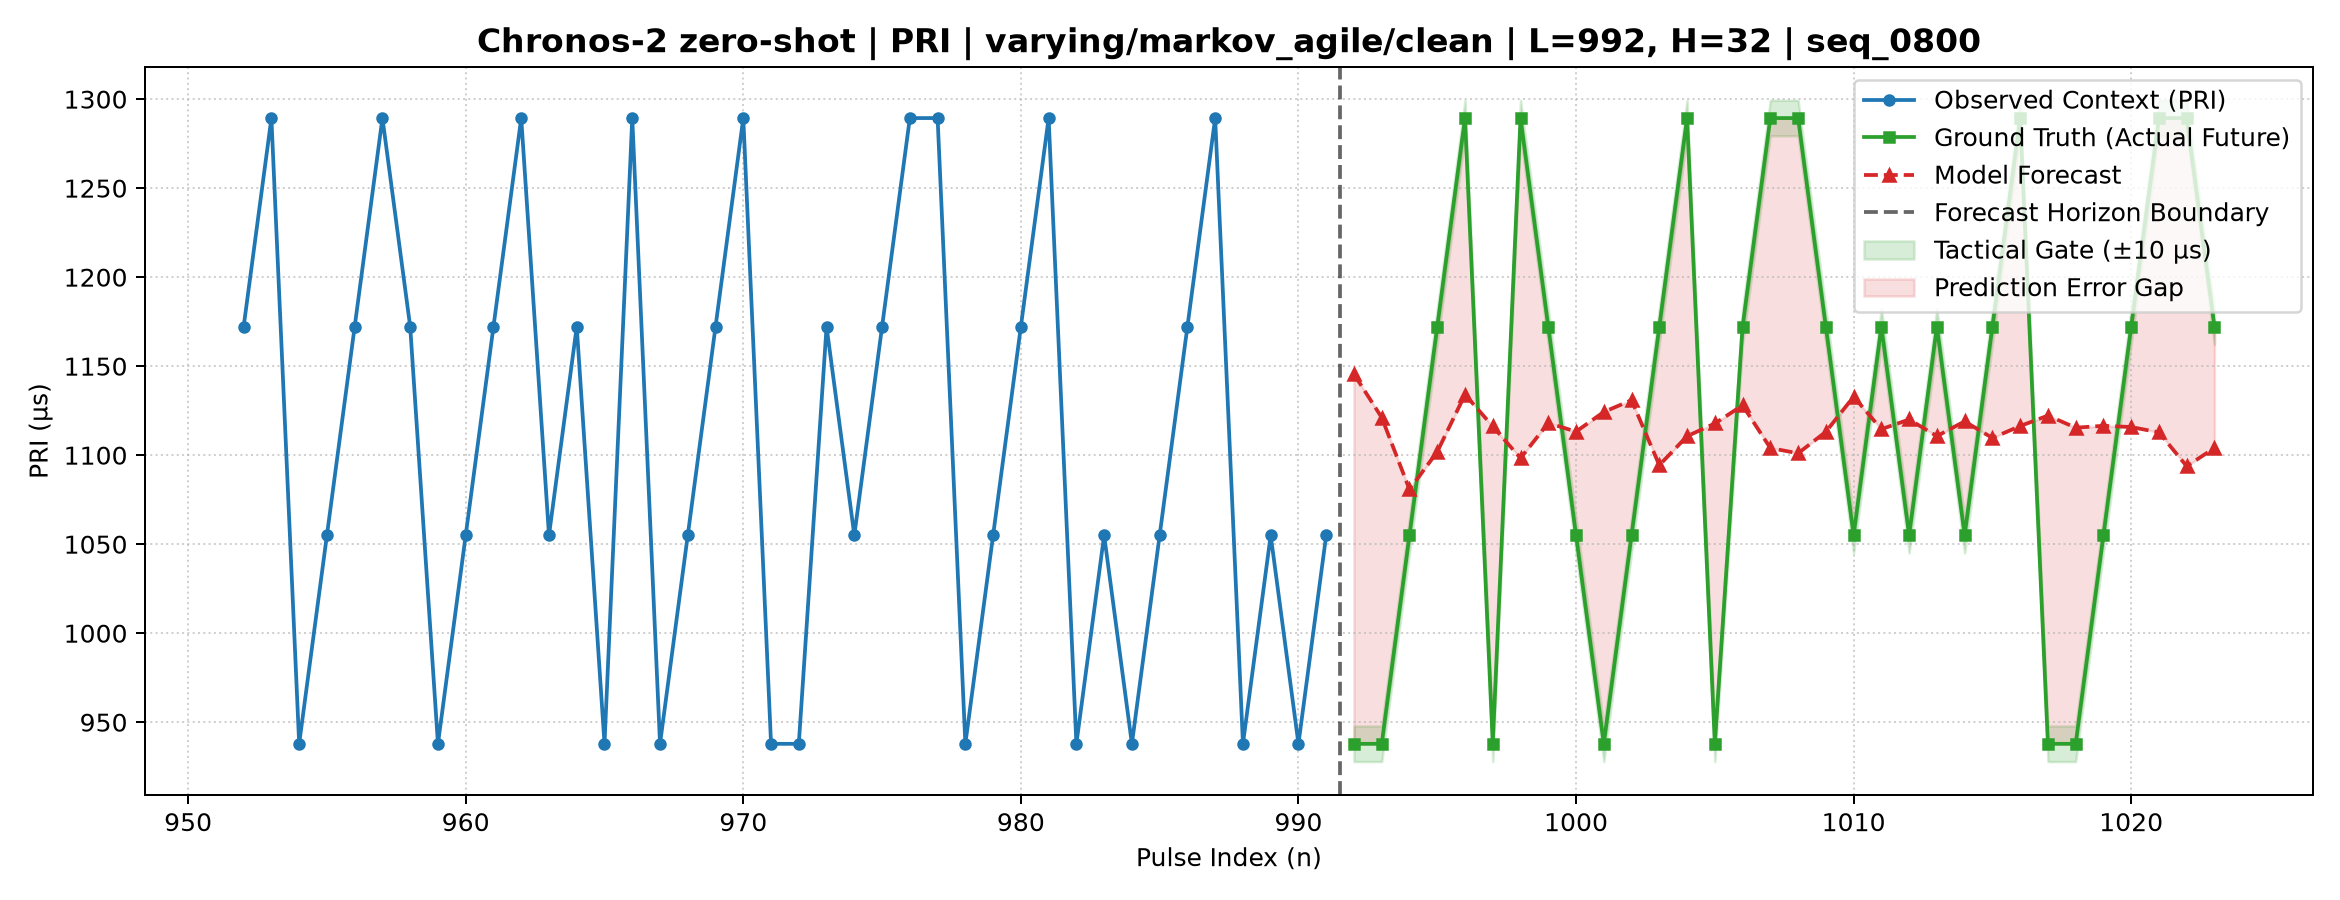 Chronos-2 zero-shot | PRI | varying/markov_agile/clean | L=992, H=32 | seq_0800
PRI (µs)
1300
1250
1200
1150
1100
1050
1000
950
Observed Context (PRI)
Ground Truth (Actual Future)
Model Forecast
Forecast Horizon Boundary
Tactical Gate (±10 µs)
Prediction Error Gap
950 960 970 980 990 1000 1010 1020
Pulse Index (n)